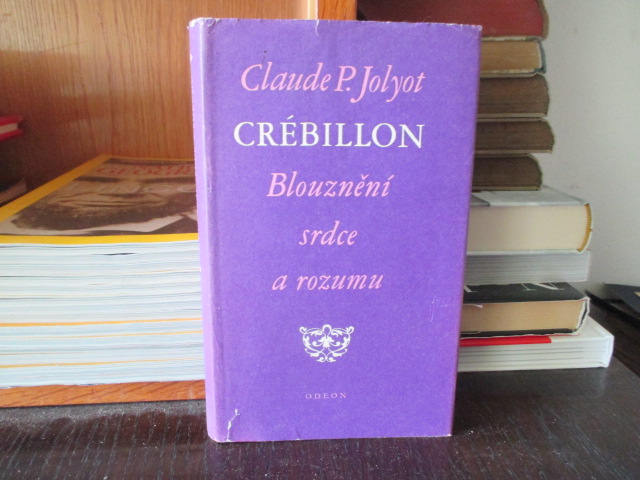 Claude P. Jolyot
CRÉBILLON
Blouznění
srdce
a rozumu
ODEON